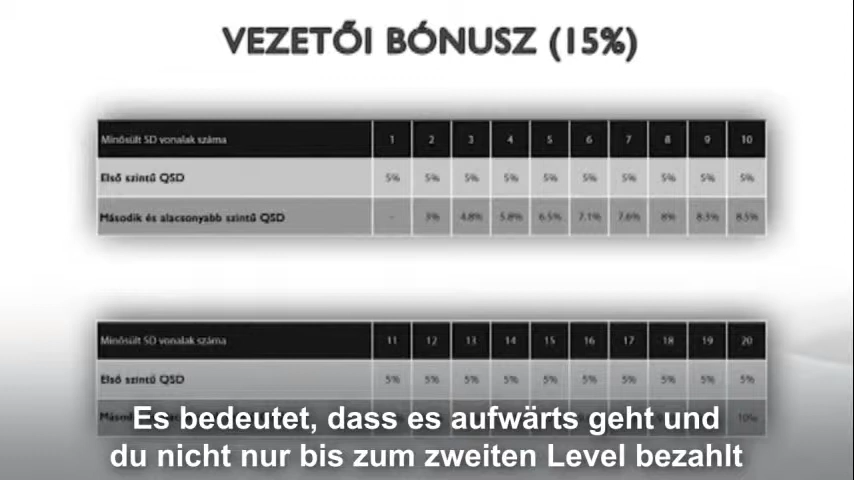 VEZETŐI BÓNUSZ (15%)
Minősült SD vonalak száma 1 2 3 4 5 6 7 8 9 10
Első szintű QSD 5% 5% 5% 5% 5% 5% 5% 5% 5% 5%
Második és alacsonyabb szintű QSD - 3% 4.8% 5.8% 6.5% 7.1% 7.6% 8% 8.3% 8.5%
Minősült SD vonalak száma 11 12 13 14 15 16 17 18 19 20
Első szintű QSD 5% 5% 5% 5% 5% 5% 5% 5% 5% 5%
10%
Es bedeutet, dass es aufwärts geht und
du nicht nur bis zum zweiten Level bezahlt